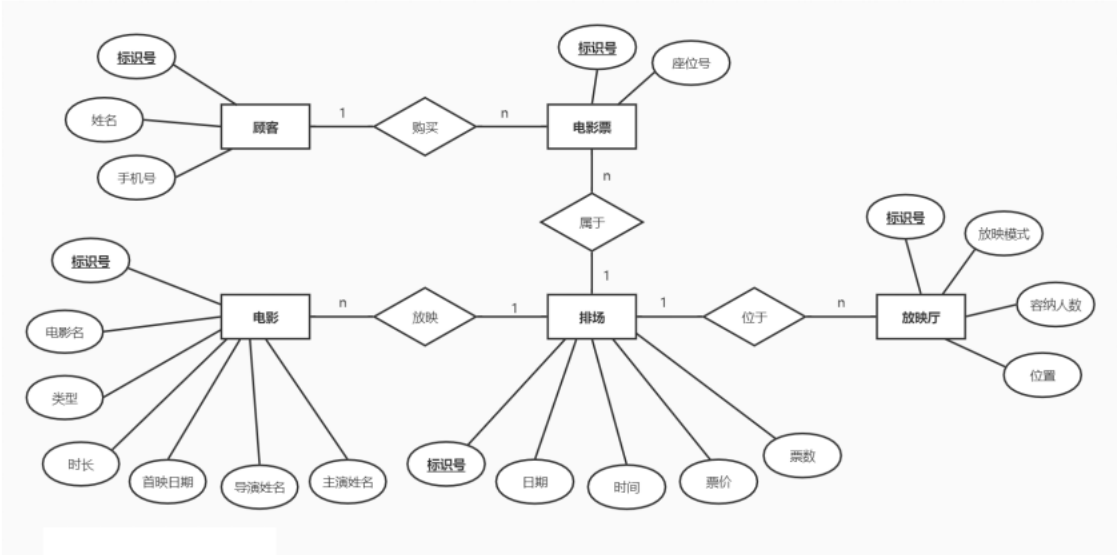 标识号
标识号
座位号
姓名
顾客
1
购买
n
电影票
手机号
n
标识号
放映模式
属于
标识号
1
电影名
电影
n
放映
1
排场
1
位于
n
放映厅
容纳人数
类型
位置
时长
首映日期
导演姓名
主演姓名
标识号
日期
时间
票价
票数